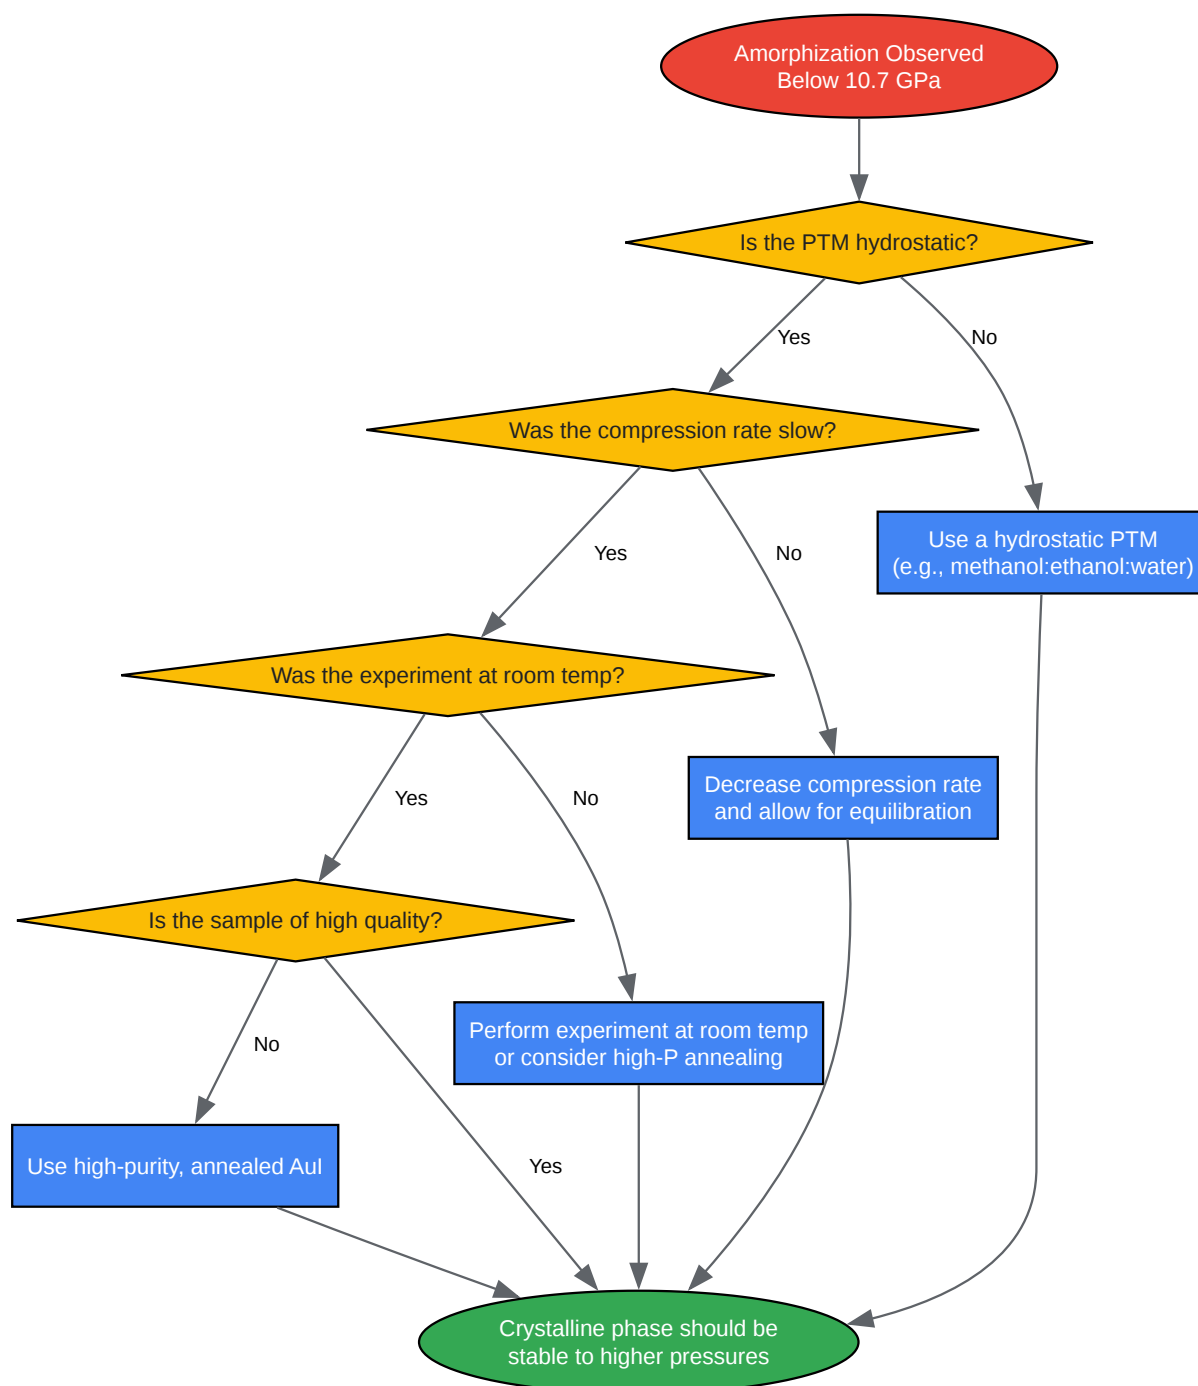 Amorphization Observed
Below 10.7 GPa
Is the PTM hydrostatic?
Yes
No
Was the compression rate slow?
Yes
No
Use a hydrostatic PTM
(e.g., methanol:ethanol:water)
Was the experiment at room temp?
Yes
No
Decrease compression rate
and allow for equilibration
Is the sample of high quality?
No
Yes
Perform experiment at room temp
or consider high-P annealing
Use high-purity, annealed AuI
Crystalline phase should be
stable to higher pressures